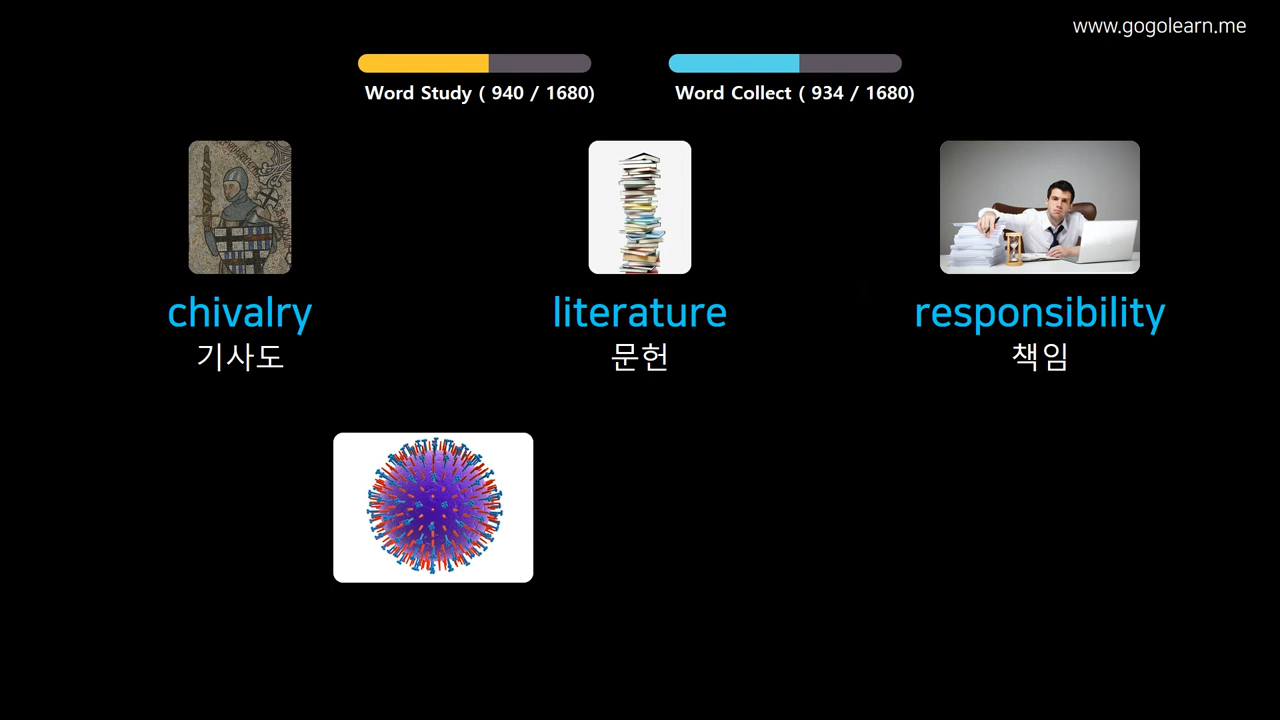 www.gogolearn.me
Word Study ( 940 / 1680)
Word Collect ( 934 / 1680)
chivalry
literature
responsibility
기사도
문헌
책임